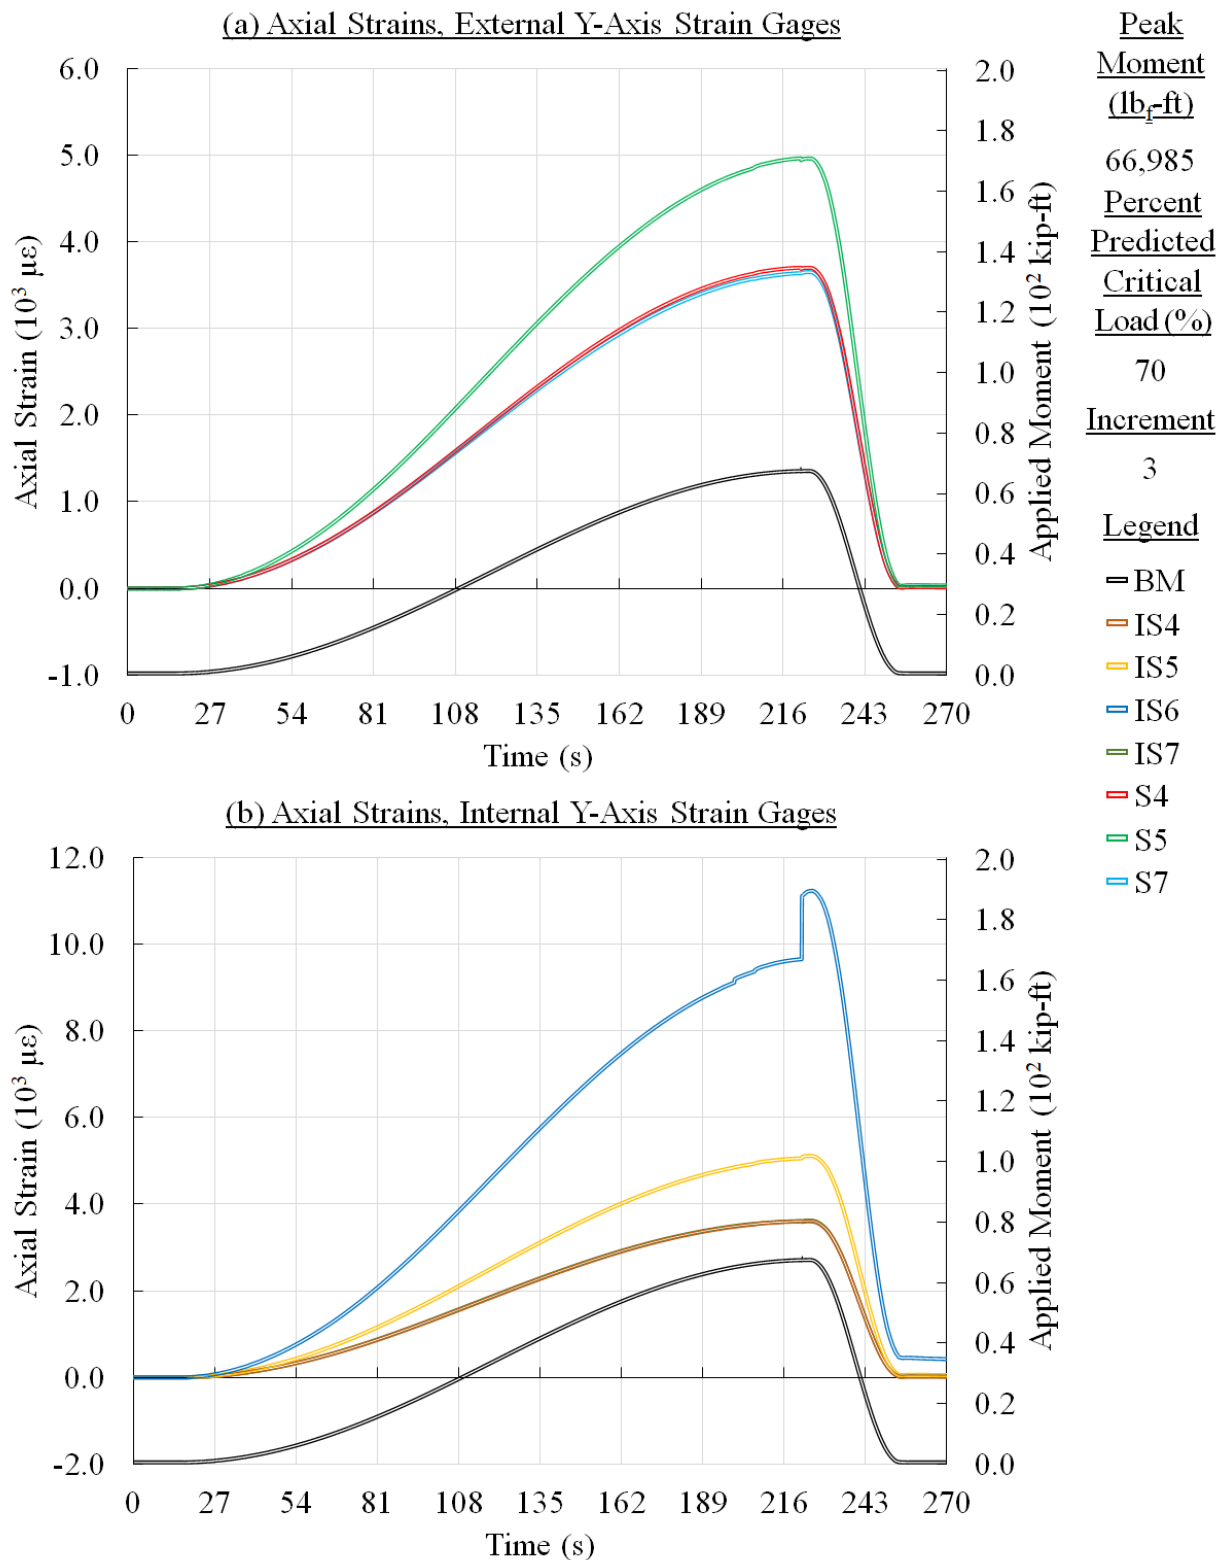 (a) Axial Strains, External Y-Axis Strain Gages
6.0
5.0
4.0
3.0
2.0
1.0
0.0
-1.0
Axial Strain (10³ με)
2.0
1.8
1.6
1.4
1.2
1.0
0.8
0.6
0.4
0.2
0.0
Applied Moment (10² kip-ft)
0 27 54 81 108 135 162 189 216 243 270
Time (s)
Peak
Moment
(lbf-ft)
66,985
Percent
Predicted
Critical
Load (%)
70
Increment
3
Legend
BM
IS4
IS5
IS6
IS7
S4
S5
S7
(b) Axial Strains, Internal Y-Axis Strain Gages
12.0
10.0
8.0
6.0
4.0
2.0
0.0
-2.0
Axial Strain (10³ με)
2.0
1.8
1.6
1.4
1.2
1.0
0.8
0.6
0.4
0.2
0.0
Applied Moment (10² kip-ft)
0 27 54 81 108 135 162 189 216 243 270
Time (s)